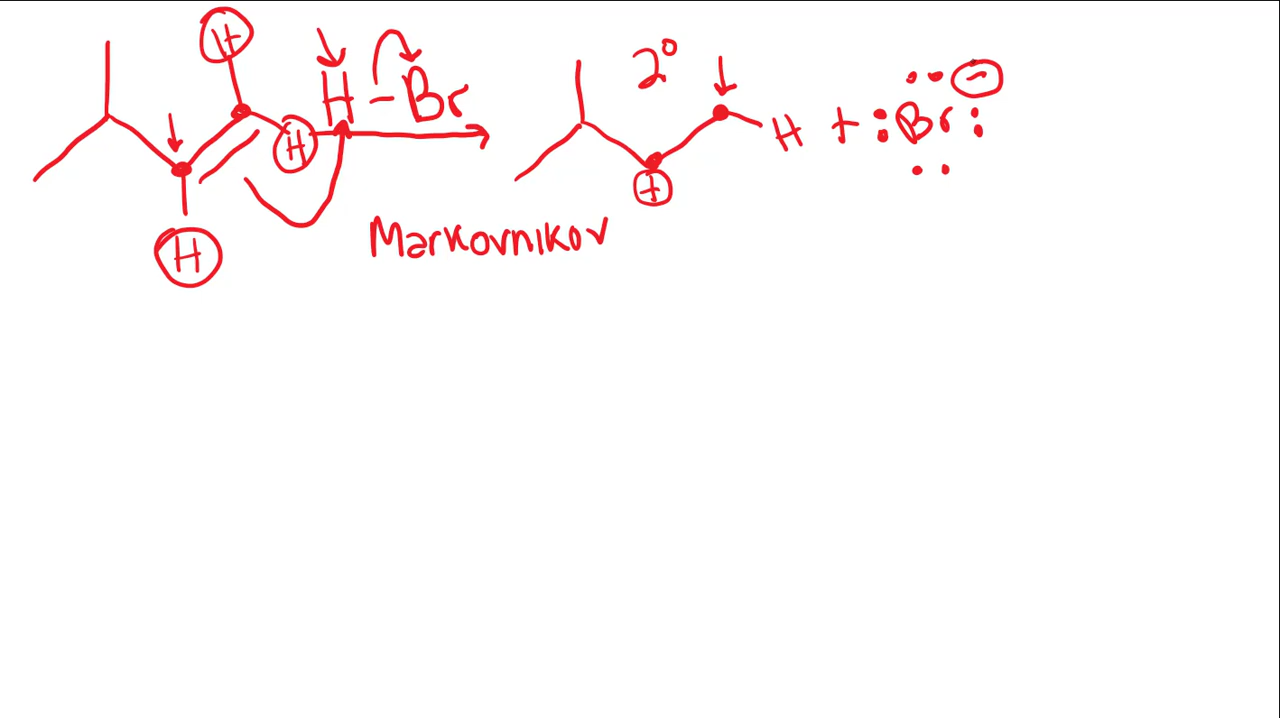 H
H
H
H – Br
2°
⊕
H + :Br: ⊖
Markovnikov